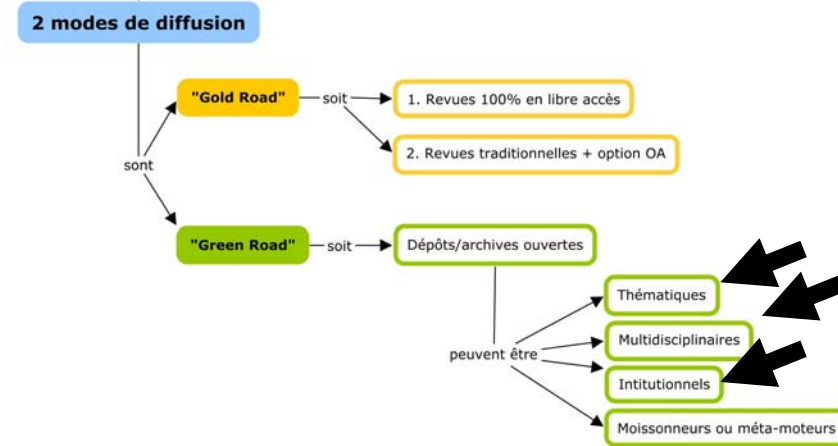 2 modes de diffusion
"Gold Road"
soit
1. Revues 100% en libre accès
2. Revues traditionnelles + option OA
sont
"Green Road"
soit
Dépôts/archives ouvertes
Thématiques
peuvent être
Multidisciplinaires
Intitutionnels
Moissonneurs ou méta-moteurs